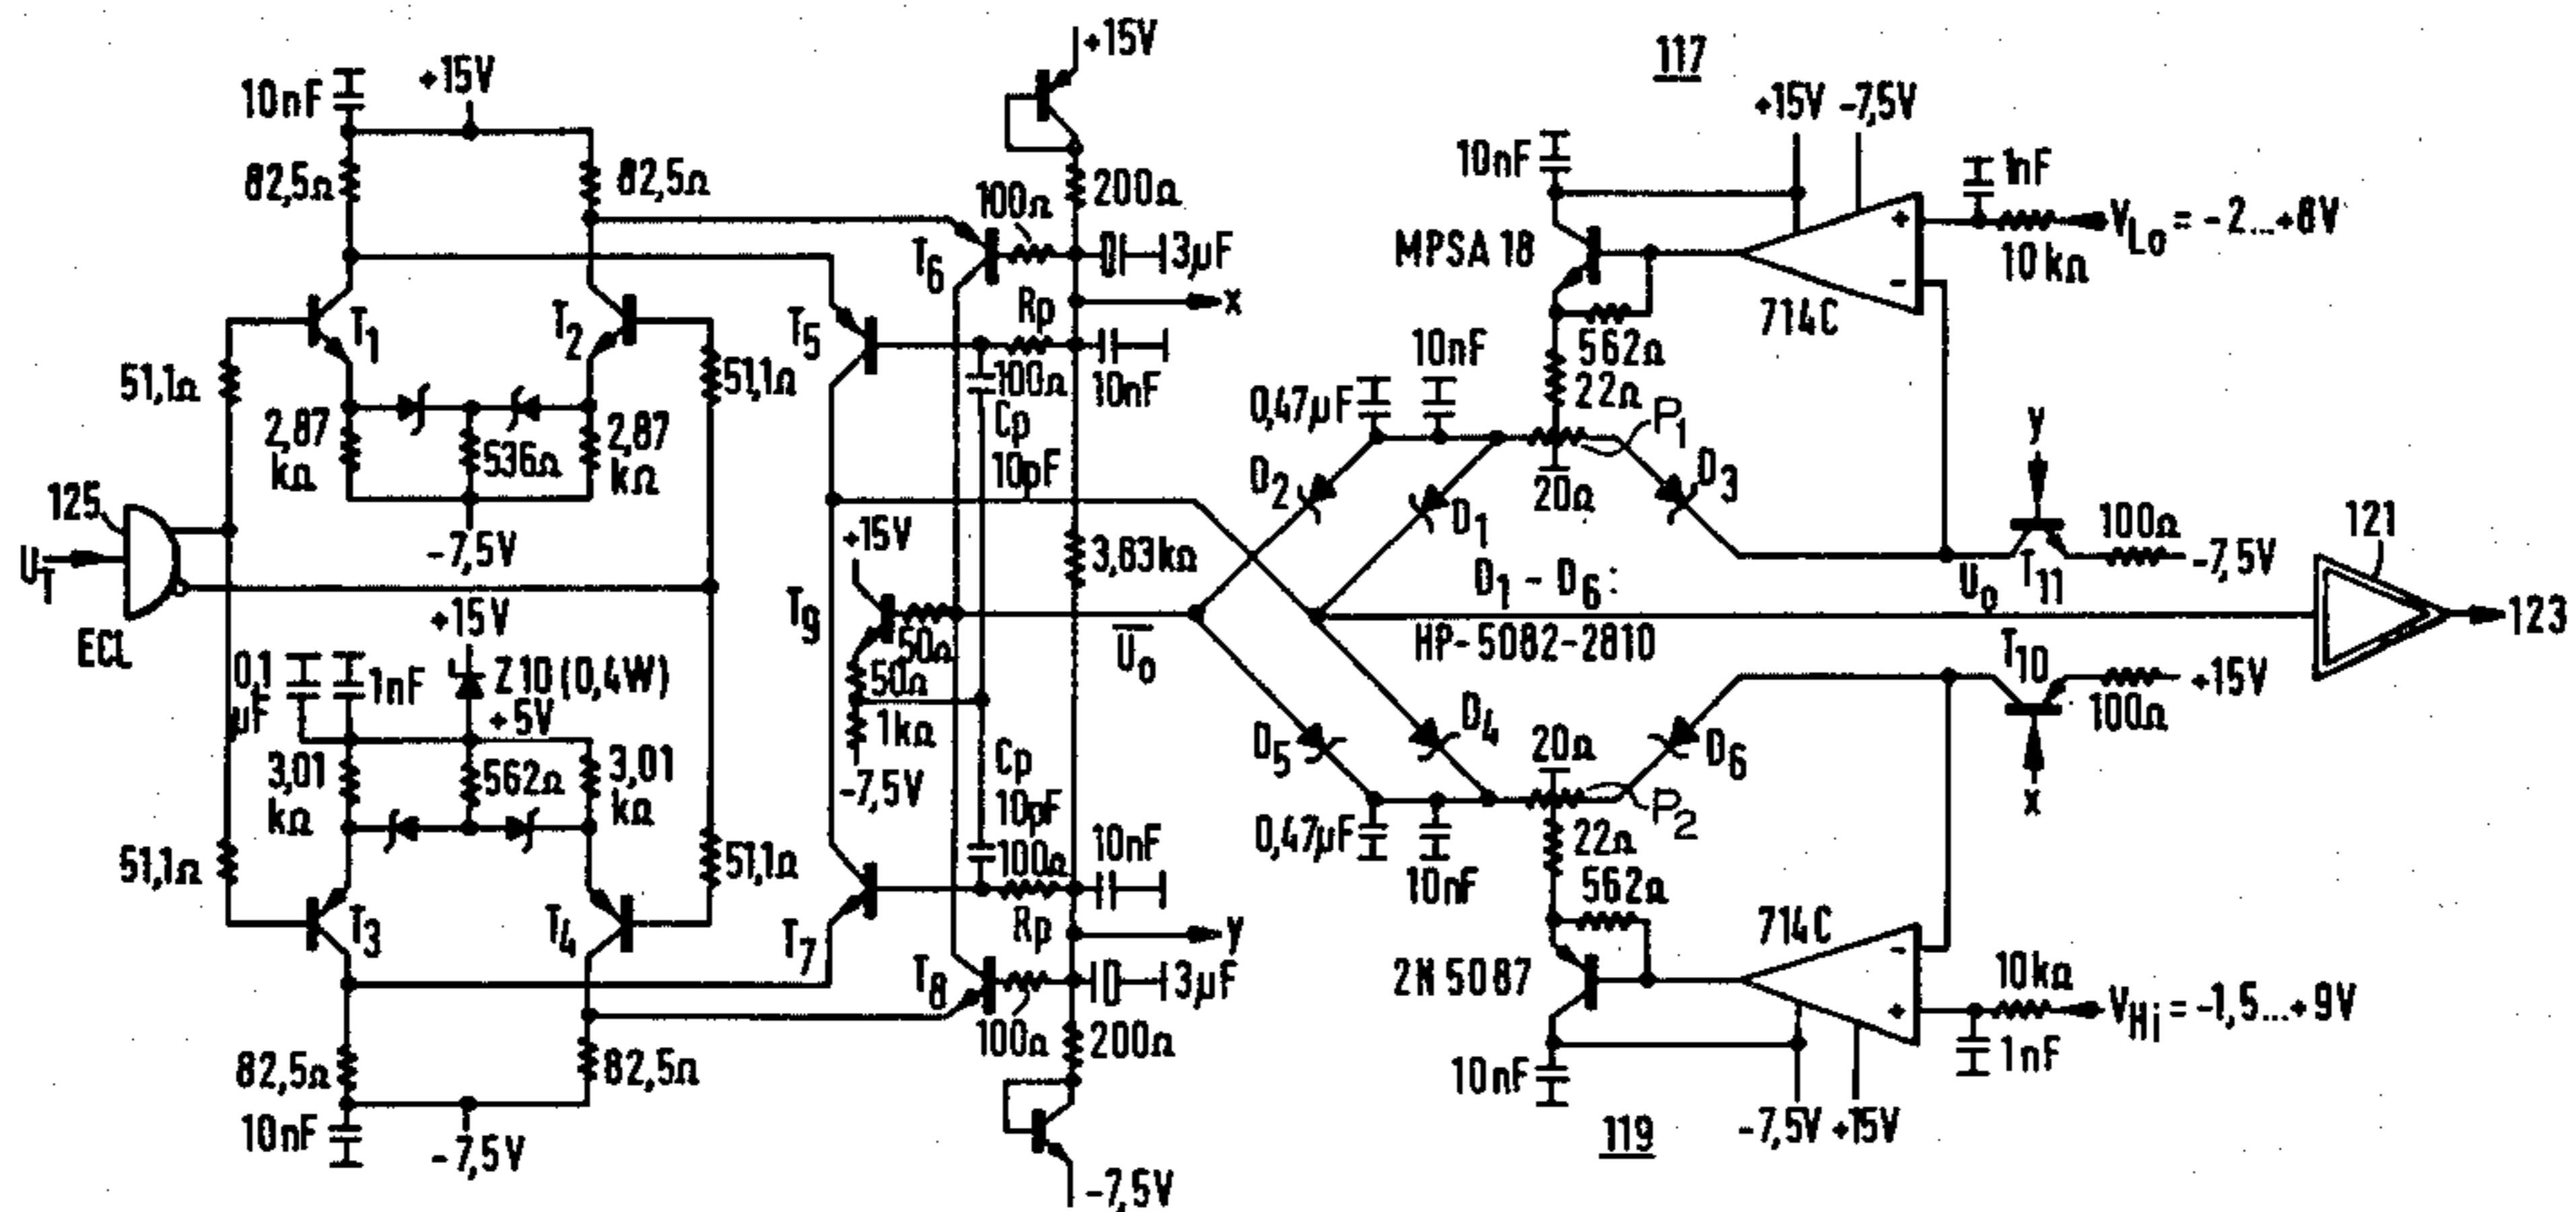 +15V
117
10nF
+15V
+15V -7,5V
82,5Ω
82,5Ω
10nF
1nF
100Ω
200Ω
VLo = -2...+8V
10kΩ
T6
3µF
MPSA 18
+
-
T1
T2
T5
Rp
x
714C
51,1Ω
51,1Ω
100Ω
10nF
10nF
562Ω
0,47µF
22Ω
P1
y
2,87 kΩ
536Ω
2,87 kΩ
Cp
10pF
D2
D1
20Ω
D3
125
-7,5V
+15V
3,83kΩ
100Ω
-7,5V
121
UT
ECL
+15V
T9
50Ω
U0
D1 - D6:
HP-5082-2810
U0
T11
123
0,1 µF
1nF
Z10 (0,4W)
+5V
50Ω
1kΩ
T10
+15V
100Ω
3,01 kΩ
562Ω
3,01 kΩ
-7,5V
Cp
10pF
D5
D4
20Ω
D6
P2
x
51,1Ω
51,1Ω
100Ω
10nF
0,47µF
10nF
22Ω
562Ω
T3
T4
T7
Rp
y
714C
-
+
T8
3µF
2N 5087
10kΩ
VHi = -1,5...+9V
82,5Ω
82,5Ω
100Ω
200Ω
10nF
1nF
10nF
-7,5V
119
-7,5V +15V
-7,5V